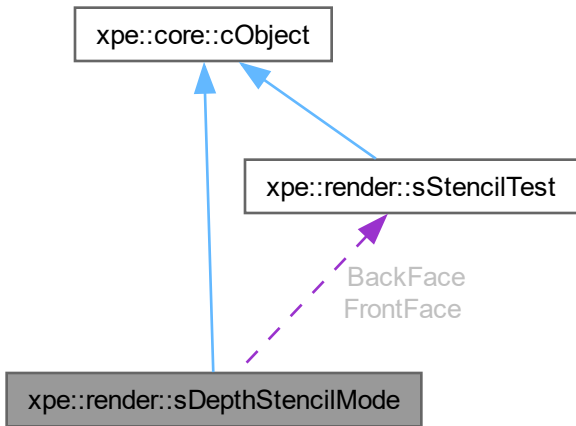 xpe::core::cObject
xpe::render::sStencilTest
BackFace
FrontFace
xpe::render::sDepthStencilMode